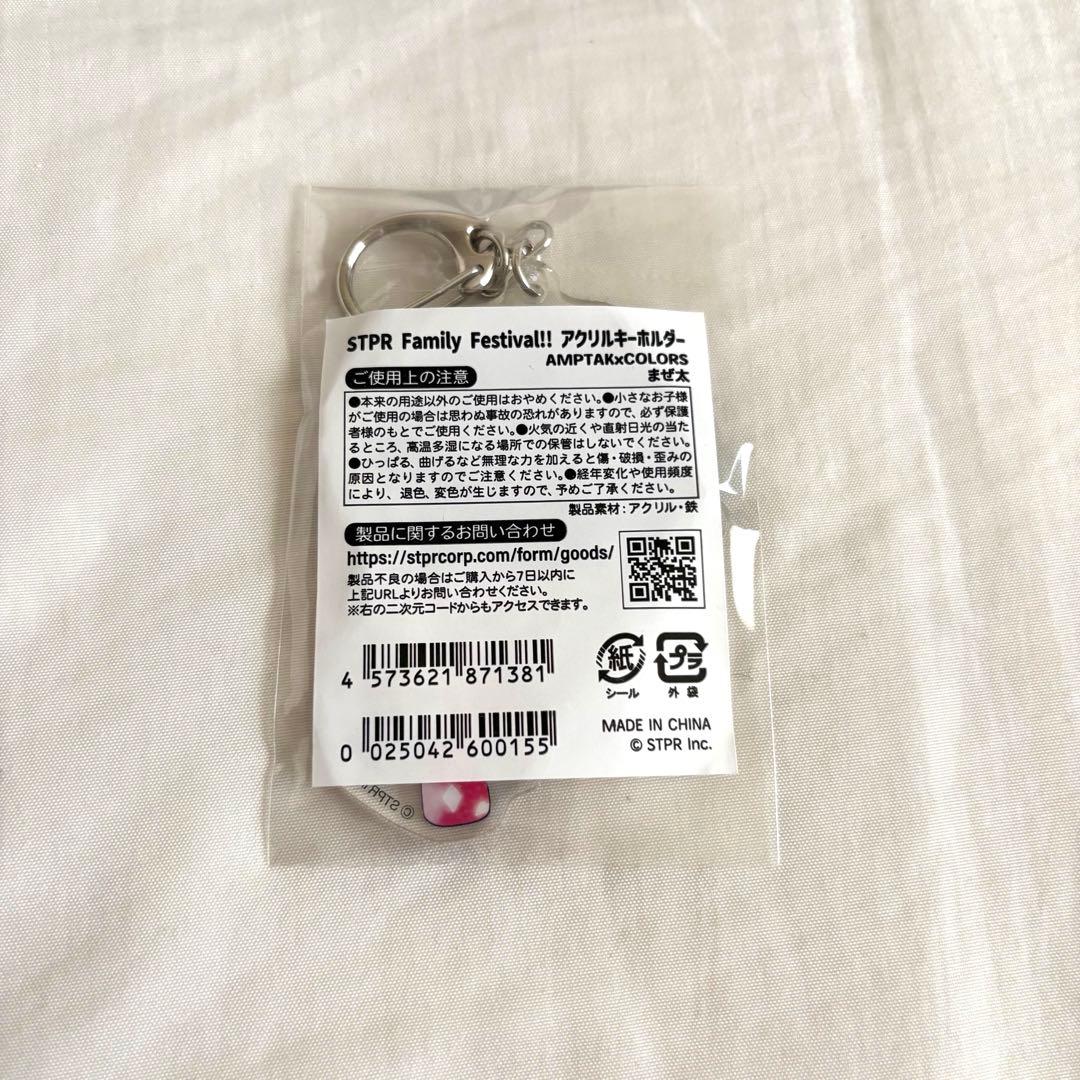 STPR Family Festival!! アクリルキーホルダー
AMPTAKxCOLORS
まぜ太
ご使用上の注意
●本来の用途以外のご使用はおやめください。●小さなお子様
がご使用の場合は思わぬ事故の恐れがありますので、必ず保護
者様のもとでご使用ください。●火気の近くや直射日光の当た
るところ、高温多湿になる場所での保管はしないでください。
●ひっぱる、曲げるなど無理な力を加えると傷・破損・歪みの
原因となりますのでご注意ください。●経年変化や使用頻度
により、退色、変色が生じますので、予めご了承ください。
製品素材：アクリル・鉄
製品に関するお問い合わせ
https://stprcorp.com/form/goods/
製品不良の場合はご購入から7日以内に
上記URLよりお問い合わせください。
※右の二次元コードからもアクセスできます。
紙
シール
プラ
外袋
4 573621 871381
0 025042 600155
MADE IN CHINA
© STPR Inc.
© STPR